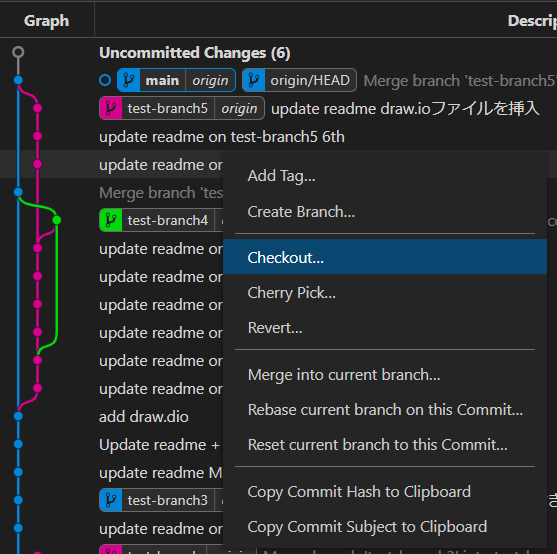 Graph Descrip
Uncommitted Changes (6)
main origin origin/HEAD Merge branch 'test-branch5'
test-branch5 origin update readme draw.ioファイルを挿入
update readme on test-branch5 6th
update readme or
Merge branch 'tes
test-branch4
update readme or
update readme or
update readme or
update readme or
update readme or
update readme or
add draw.dio
Update readme +
update readme M
test-branch3
update readme or
Add Tag...
Create Branch...
Checkout...
Cherry Pick...
Revert...
Merge into current branch...
Rebase current branch on this Commit...
Reset current branch to this Commit...
Copy Commit Hash to Clipboard
Copy Commit Subject to Clipboard